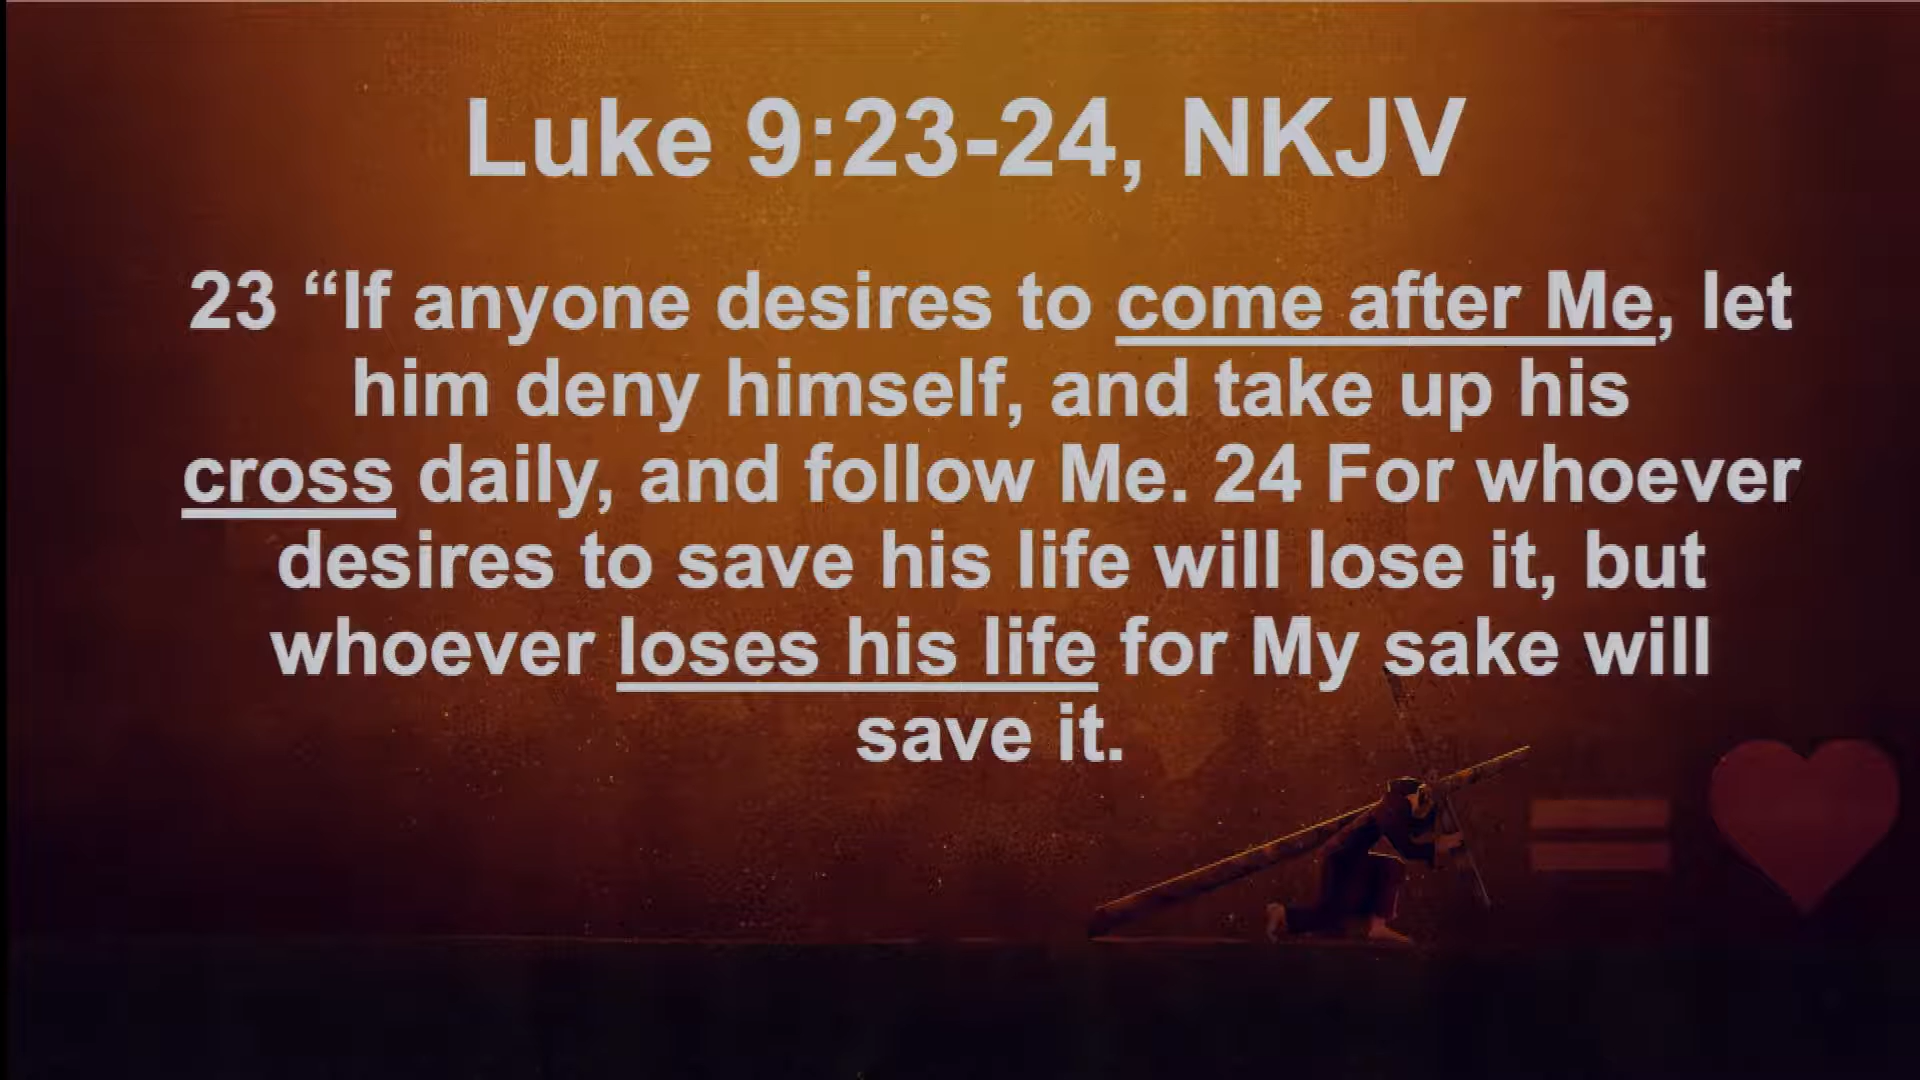 Luke 9:23-24, NKJV
23 “If anyone desires to come after Me, let
him deny himself, and take up his
cross daily, and follow Me. 24 For whoever
desires to save his life will lose it, but
whoever loses his life for My sake will
save it.